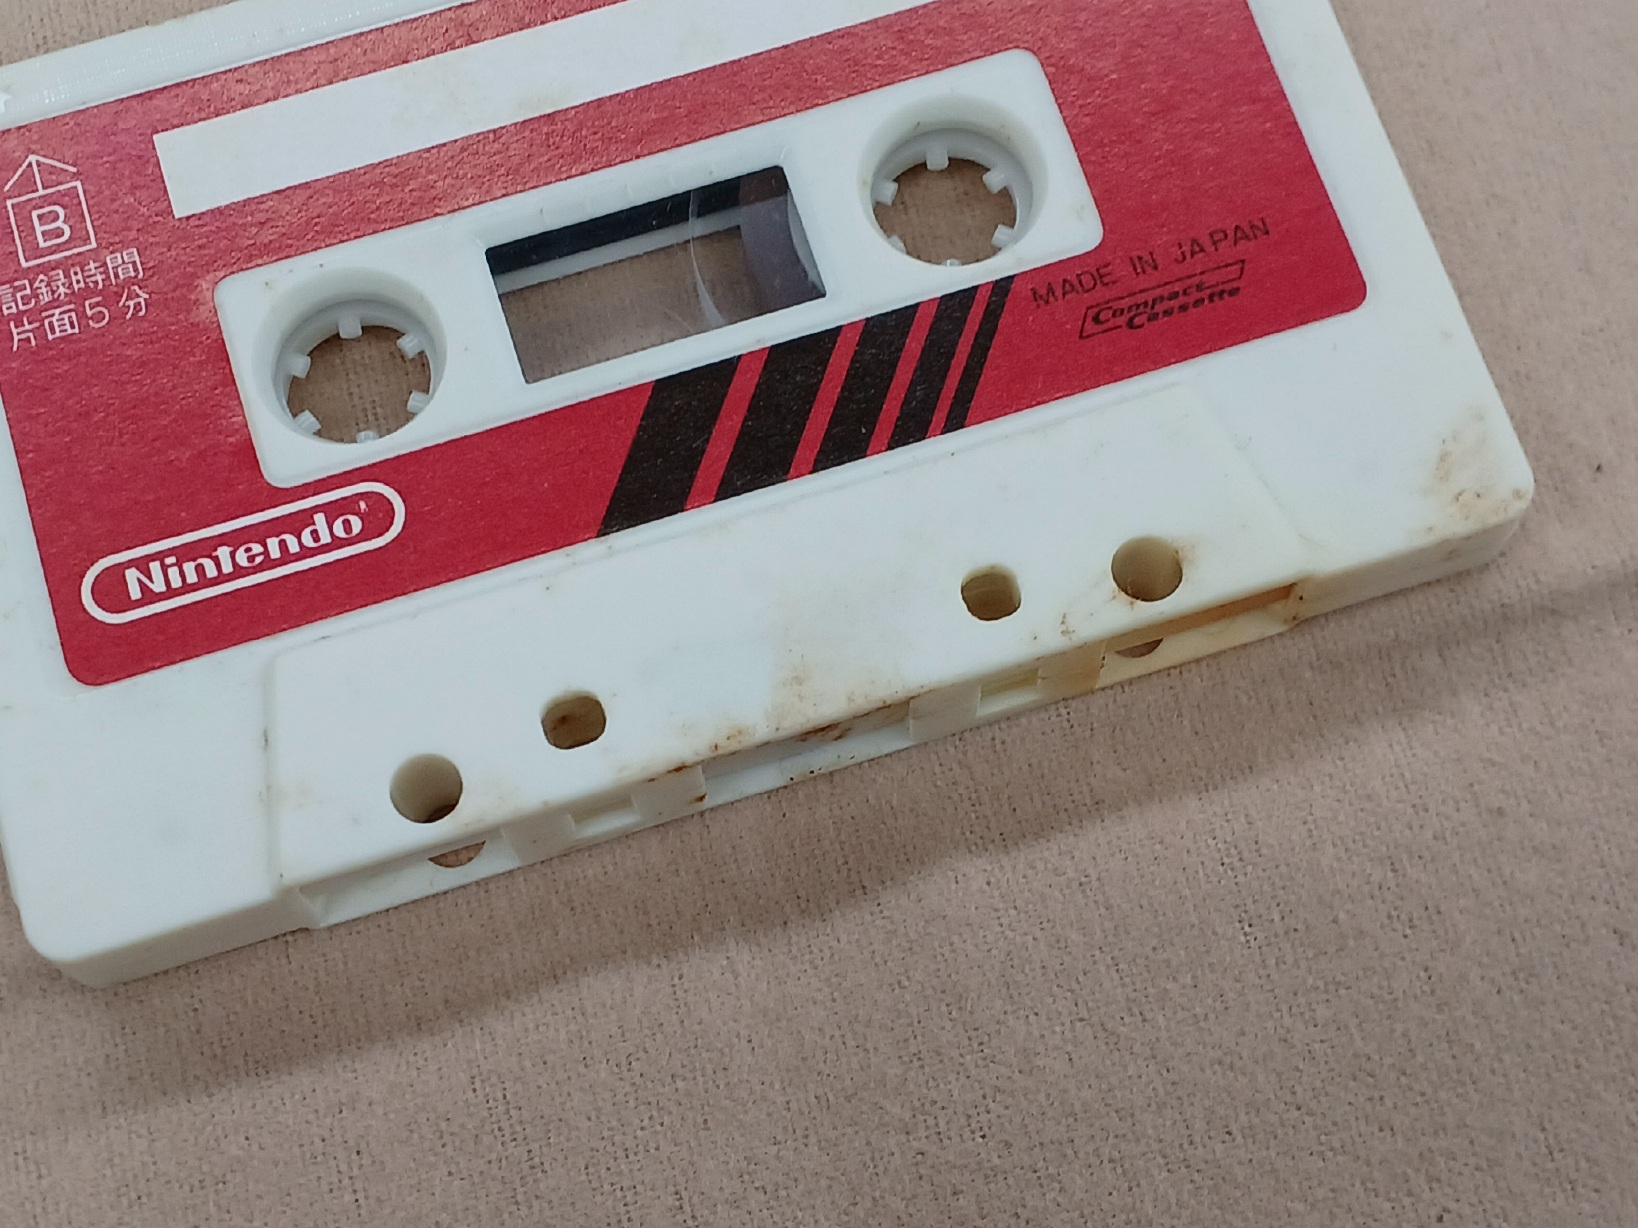 B
記録時間
片面5分
MADE IN JAPAN
Compact
Cassette
Nintendo